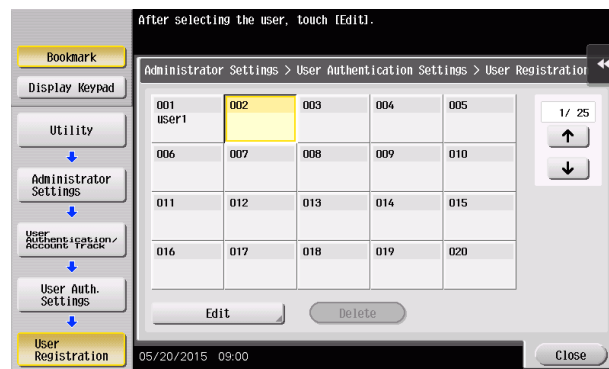 After selecting the user, touch [Edit].
Bookmark
Display Keypad
Utility
Administrator
Settings
User
Authentication/
Account Track
User Auth.
Settings
User
Registration
Administrator Settings > User Authentication Settings > User Registration
001 002 003 004 005
user1
1/ 25
006 007 008 009 010
011 012 013 014 015
016 017 018 019 020
Edit Delete
05/20/2015 09:00
Close